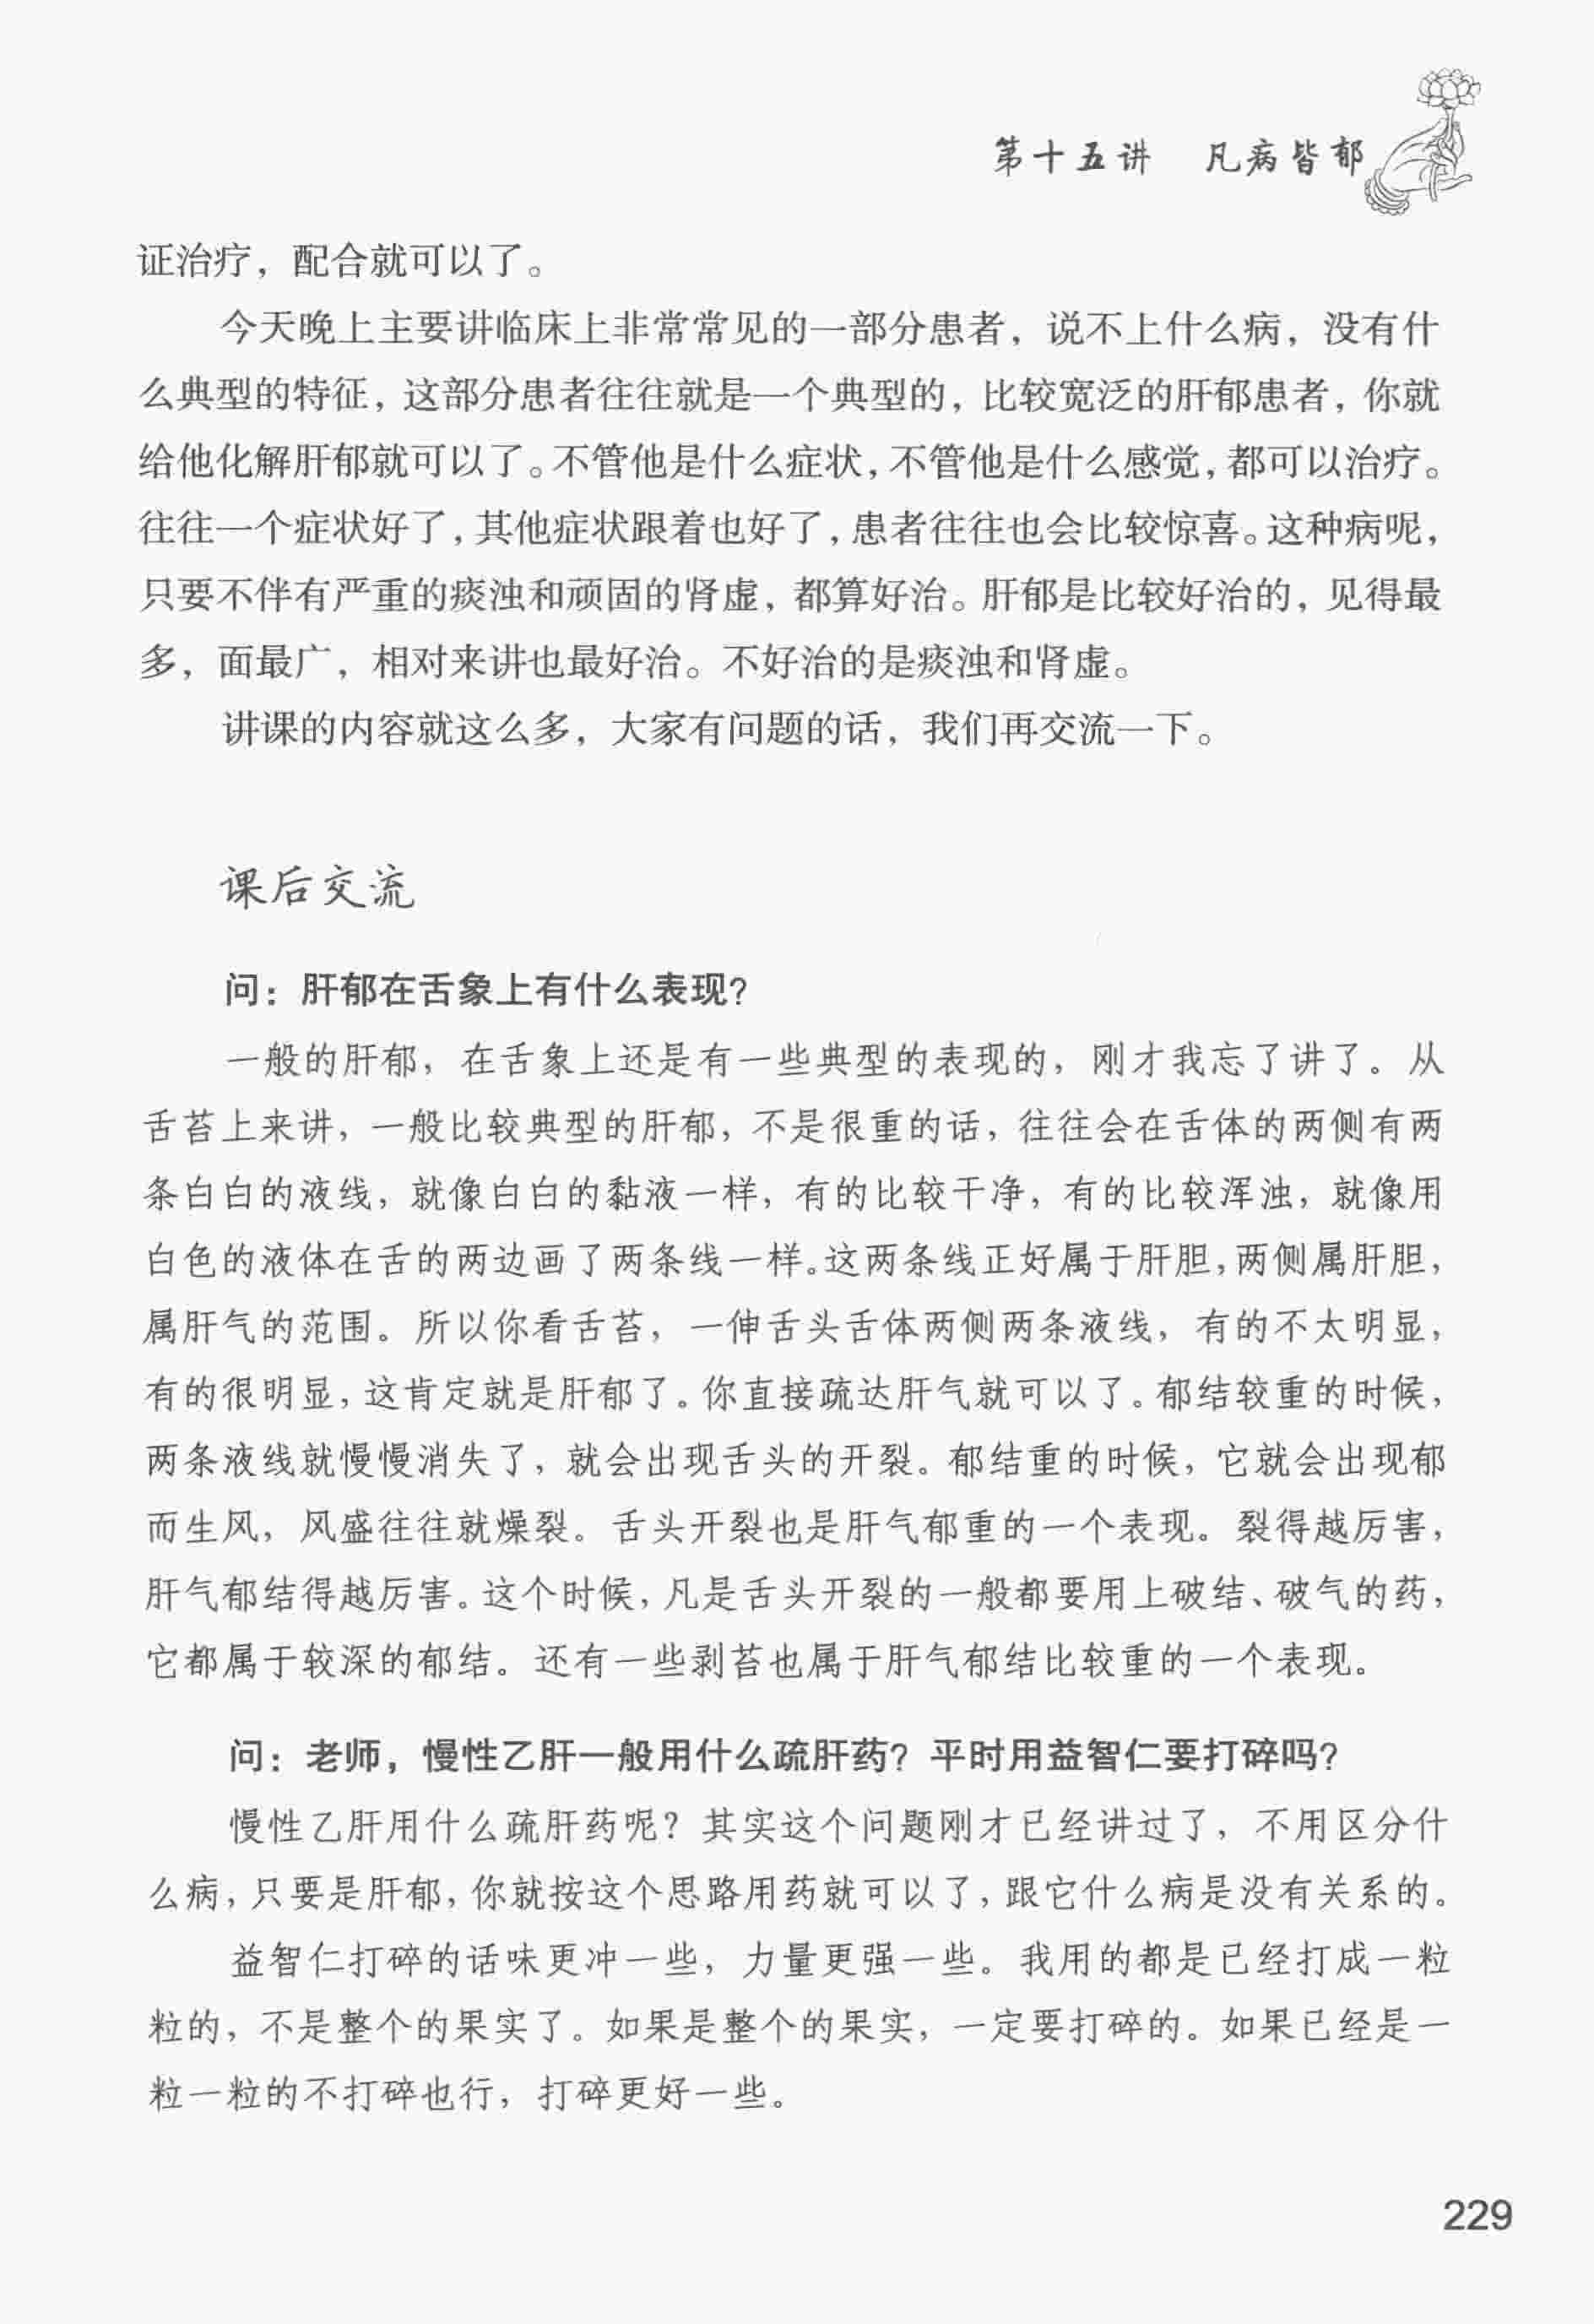 第十五讲 凡病皆郁
证治疗，配合就可以了。
今天晚上主要讲临床上非常常见的一部分患者，说不上什么病，没有什
么典型的特征，这部分患者往往就是一个典型的，比较宽泛的肝郁患者，你就
给他化解肝郁就可以了。不管他是什么症状，不管他是什么感觉，都可以治疗。
往往一个症状好了，其他症状跟着也好了，患者往往也会比较惊喜。这种病呢，
只要不伴有严重的痰浊和顽固的肾虚，都算好治。肝郁是比较好治的，见得最
多，面最广，相对来讲也最好治。不好治的是痰浊和肾虚。
讲课的内容就这么多，大家有问题的话，我们再交流一下。
课后交流
问：肝郁在舌象上有什么表现？
一般的肝郁，在舌象上还是有一些典型的表现的，刚才我忘了讲了。从
舌苔上来讲，一般比较典型的肝郁，不是很重的话，往往会在舌体的两侧有两
条白白的液线，就像白白的黏液一样，有的比较干净，有的比较浑浊，就像用
白色的液体在舌的两边画了两条线一样。这两条线正好属于肝胆，两侧属肝胆，
属肝气的范围。所以你看舌苔，一伸舌头舌体两侧两条液线，有的不太明显，
有的很明显，这肯定就是肝郁了。你直接疏达肝气就可以了。郁结较重的时候，
两条液线就慢慢消失了，就会出现舌头的开裂。郁结重的时候，它就会出现郁
而生风，风盛往往就燥裂。舌头开裂也是肝气郁重的一个表现。裂得越厉害，
肝气郁结得越厉害。这个时候，凡是舌头开裂的一般都要用上破结、破气的药，
它都属于较深的郁结。还有一些剥苔也属于肝气郁结比较重的一个表现。
问：老师，慢性乙肝一般用什么疏肝药？平时用益智仁要打碎吗？
慢性乙肝用什么疏肝药呢？其实这个问题刚才已经讲过了，不用区分什
么病，只要是肝郁，你就按这个思路用药就可以了，跟它什么病是没有关系的。
益智仁打碎的话味更冲一些，力量更强一些。我用的都是已经打成一粒
粒的，不是整个的果实了。如果是整个的果实，一定要打碎的。如果已经是一
粒一粒的不打碎也行，打碎更好一些。
229